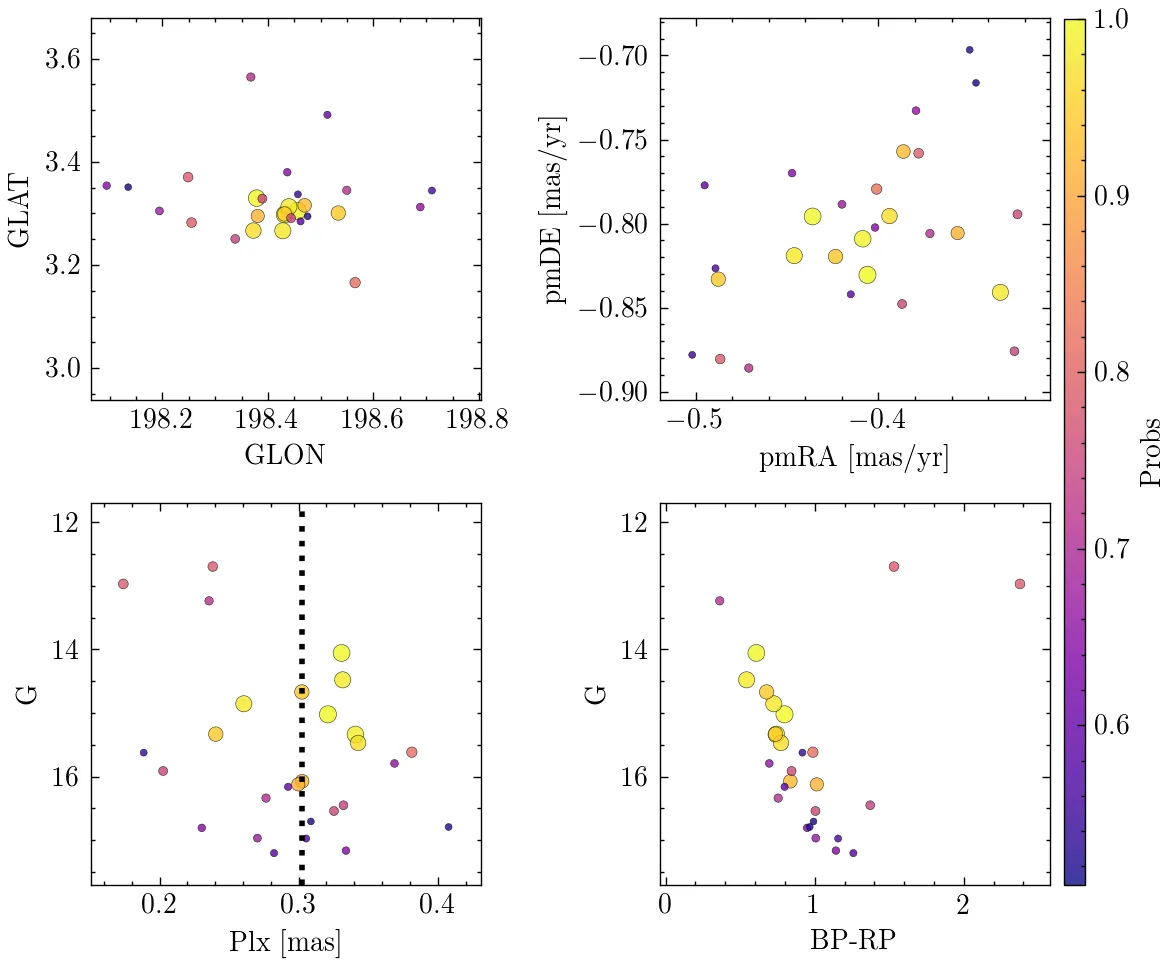 3.6
3.4
3.2
3.0
GLAT
198.2 198.4 198.6 198.8
GLON
−0.70
−0.75
−0.80
−0.85
−0.90
pmDE [mas/yr]
−0.5 −0.4
pmRA [mas/yr]
1.0
0.9
0.8
0.7
0.6
Probs
12
14
16
G
0.2 0.3 0.4
Plx [mas]
12
14
16
G
0 1 2
BP-RP